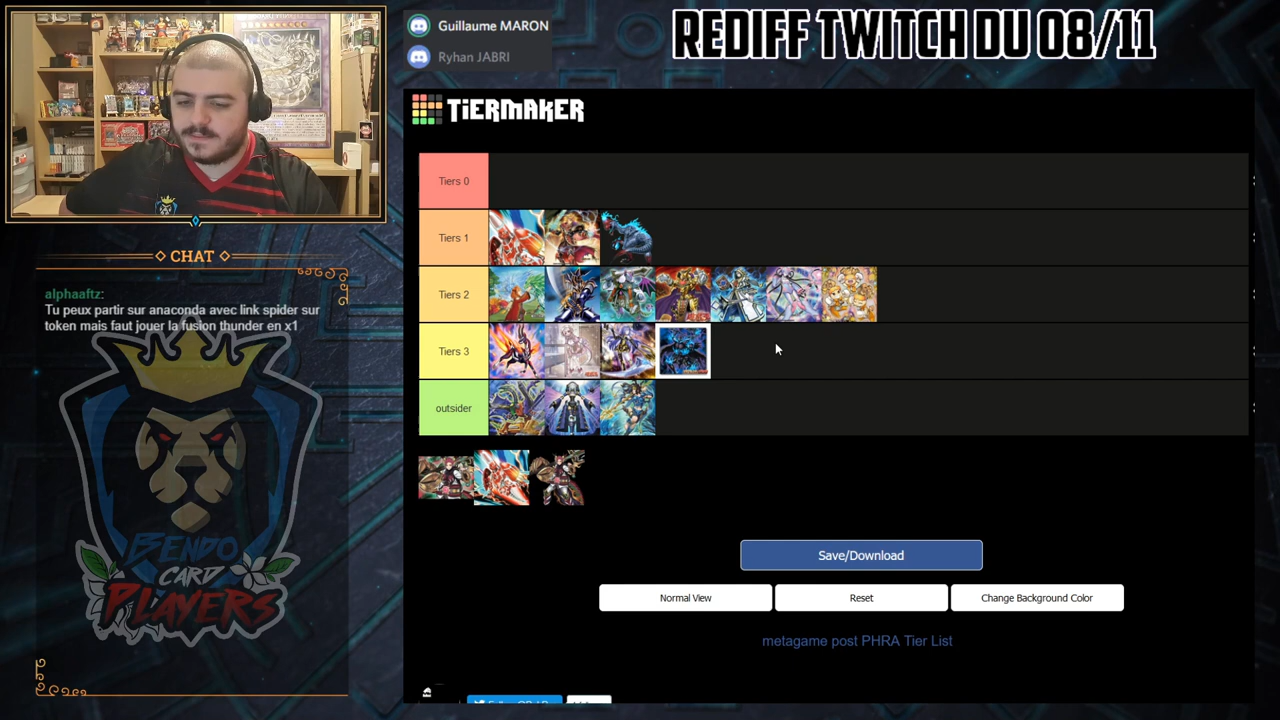 Guillaume MARON
Ryhan JABRI
REDIFF TWITCH DU 08/11
TiERMAKER
Tiers 0
Tiers 1
Tiers 2
Tiers 3
outsider
CHAT
alphaaftz:
Tu peux partir sur anaconda avec link spider sur
token mais faut jouer la fusion thunder en x1
BENDO
CARD
PLAYERS
Save/Download
Normal View
Reset
Change Background Color
metagame post PHRA Tier List